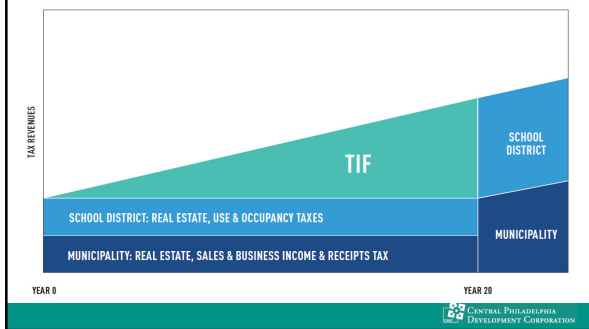 TAX REVENUES
TIF
SCHOOL
DISTRICT
SCHOOL DISTRICT: REAL ESTATE, USE & OCCUPANCY TAXES
MUNICIPALITY
MUNICIPALITY: REAL ESTATE, SALES & BUSINESS INCOME & RECEIPTS TAX
YEAR 0
YEAR 20
CENTRAL PHILADELPHIA
DEVELOPMENT CORPORATION